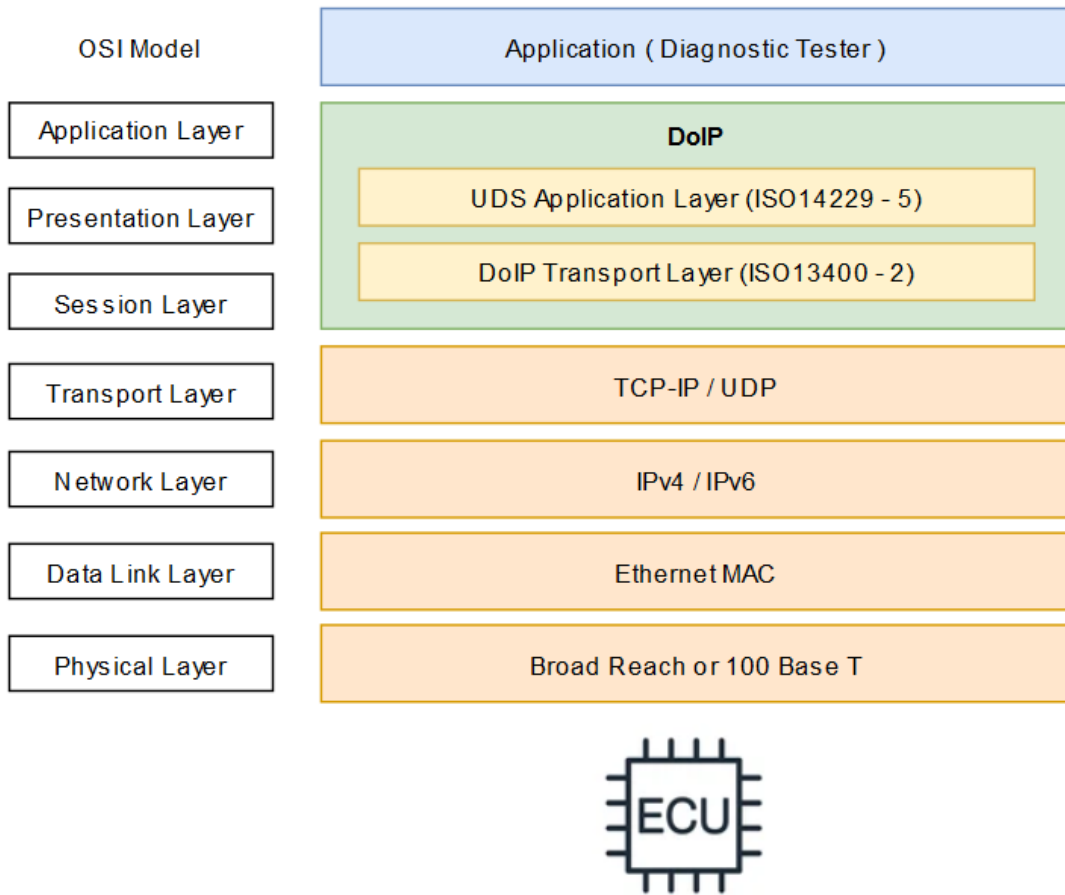 OSI Model
Application ( Diagnostic Tester )
Application Layer
DoIP
Presentation Layer
UDS Application Layer (ISO14229 - 5)
DoIP Transport Layer (ISO13400 - 2)
Session Layer
Transport Layer
TCP-IP / UDP
Network Layer
IPv4 / IPv6
Data Link Layer
Ethernet MAC
Physical Layer
Broad Reach or 100 Base T
ECU